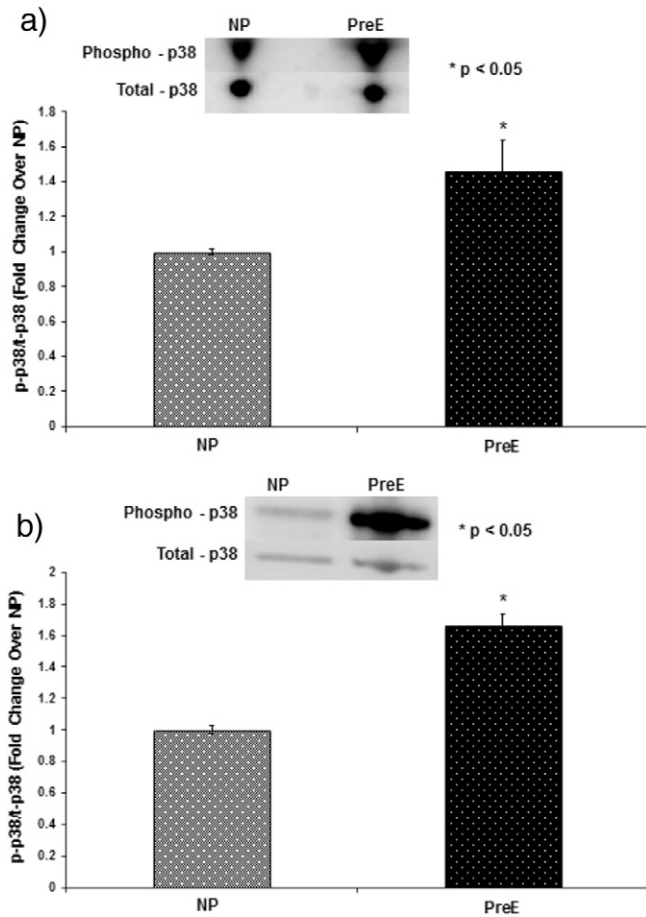 a)
NP PreE
Phospho - p38
Total - p38
* p < 0.05
p-p38/t-p38 (Fold Change Over NP)
1.8
1.6
1.4
1.2
1
0.8
0.6
0.4
0.2
0
*
NP PreE
b)
NP PreE
Phospho - p38
Total - p38
* p < 0.05
p-p38/t-p38 (Fold Change Over NP)
2
1.8
1.6
1.4
1.2
1
0.8
0.6
0.4
0.2
0
*
NP PreE